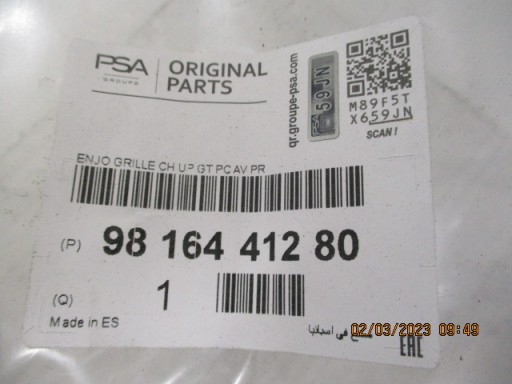 PSA
GROUPE
ORIGINAL
PARTS
qr.groupe-psa.com
PSA 59JN
M89F5T
X659JN
SCAN!
ENJO GRILLE CH UP GT PC AV PR
(P) 98 164 412 80
(Q) 1
Made in ES
صنع في اسبانيا
EAC
02/03/2023 09:49